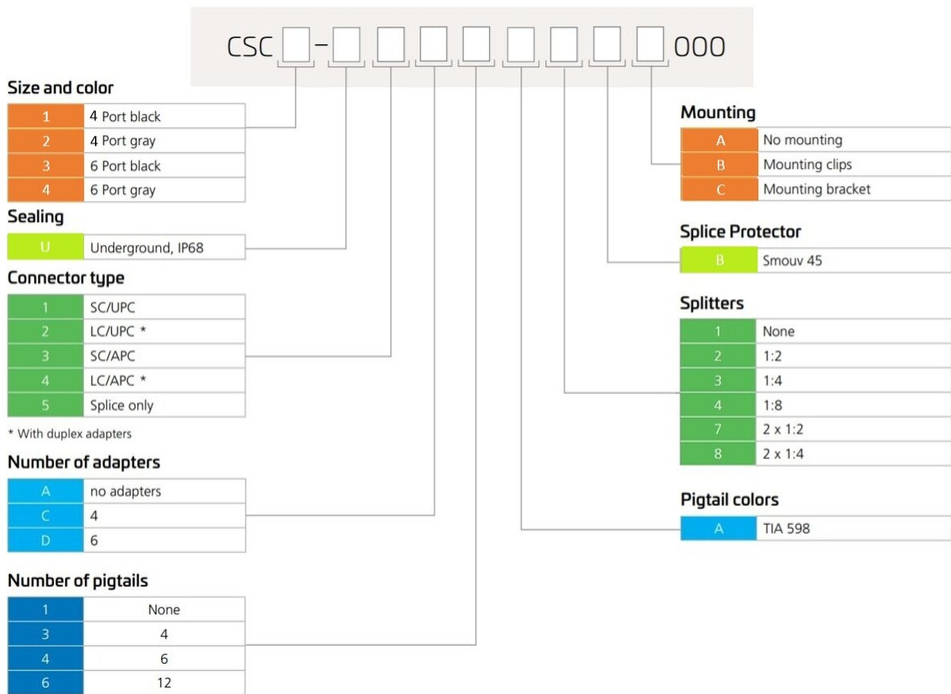 CSC - 000
Size and color
1 4 Port black
2 4 Port gray
3 6 Port black
4 6 Port gray
Sealing
U Underground, IP68
Connector type
1 SC/UPC
2 LC/UPC *
3 SC/APC
4 LC/APC *
5 Splice only
* With duplex adapters
Number of adapters
A no adapters
C 4
D 6
Number of pigtails
1 None
3 4
4 6
6 12
Mounting
A No mounting
B Mounting clips
C Mounting bracket
Splice Protector
B Smouv 45
Splitters
1 None
2 1:2
3 1:4
4 1:8
7 2 x 1:2
8 2 x 1:4
Pigtail colors
A TIA 598